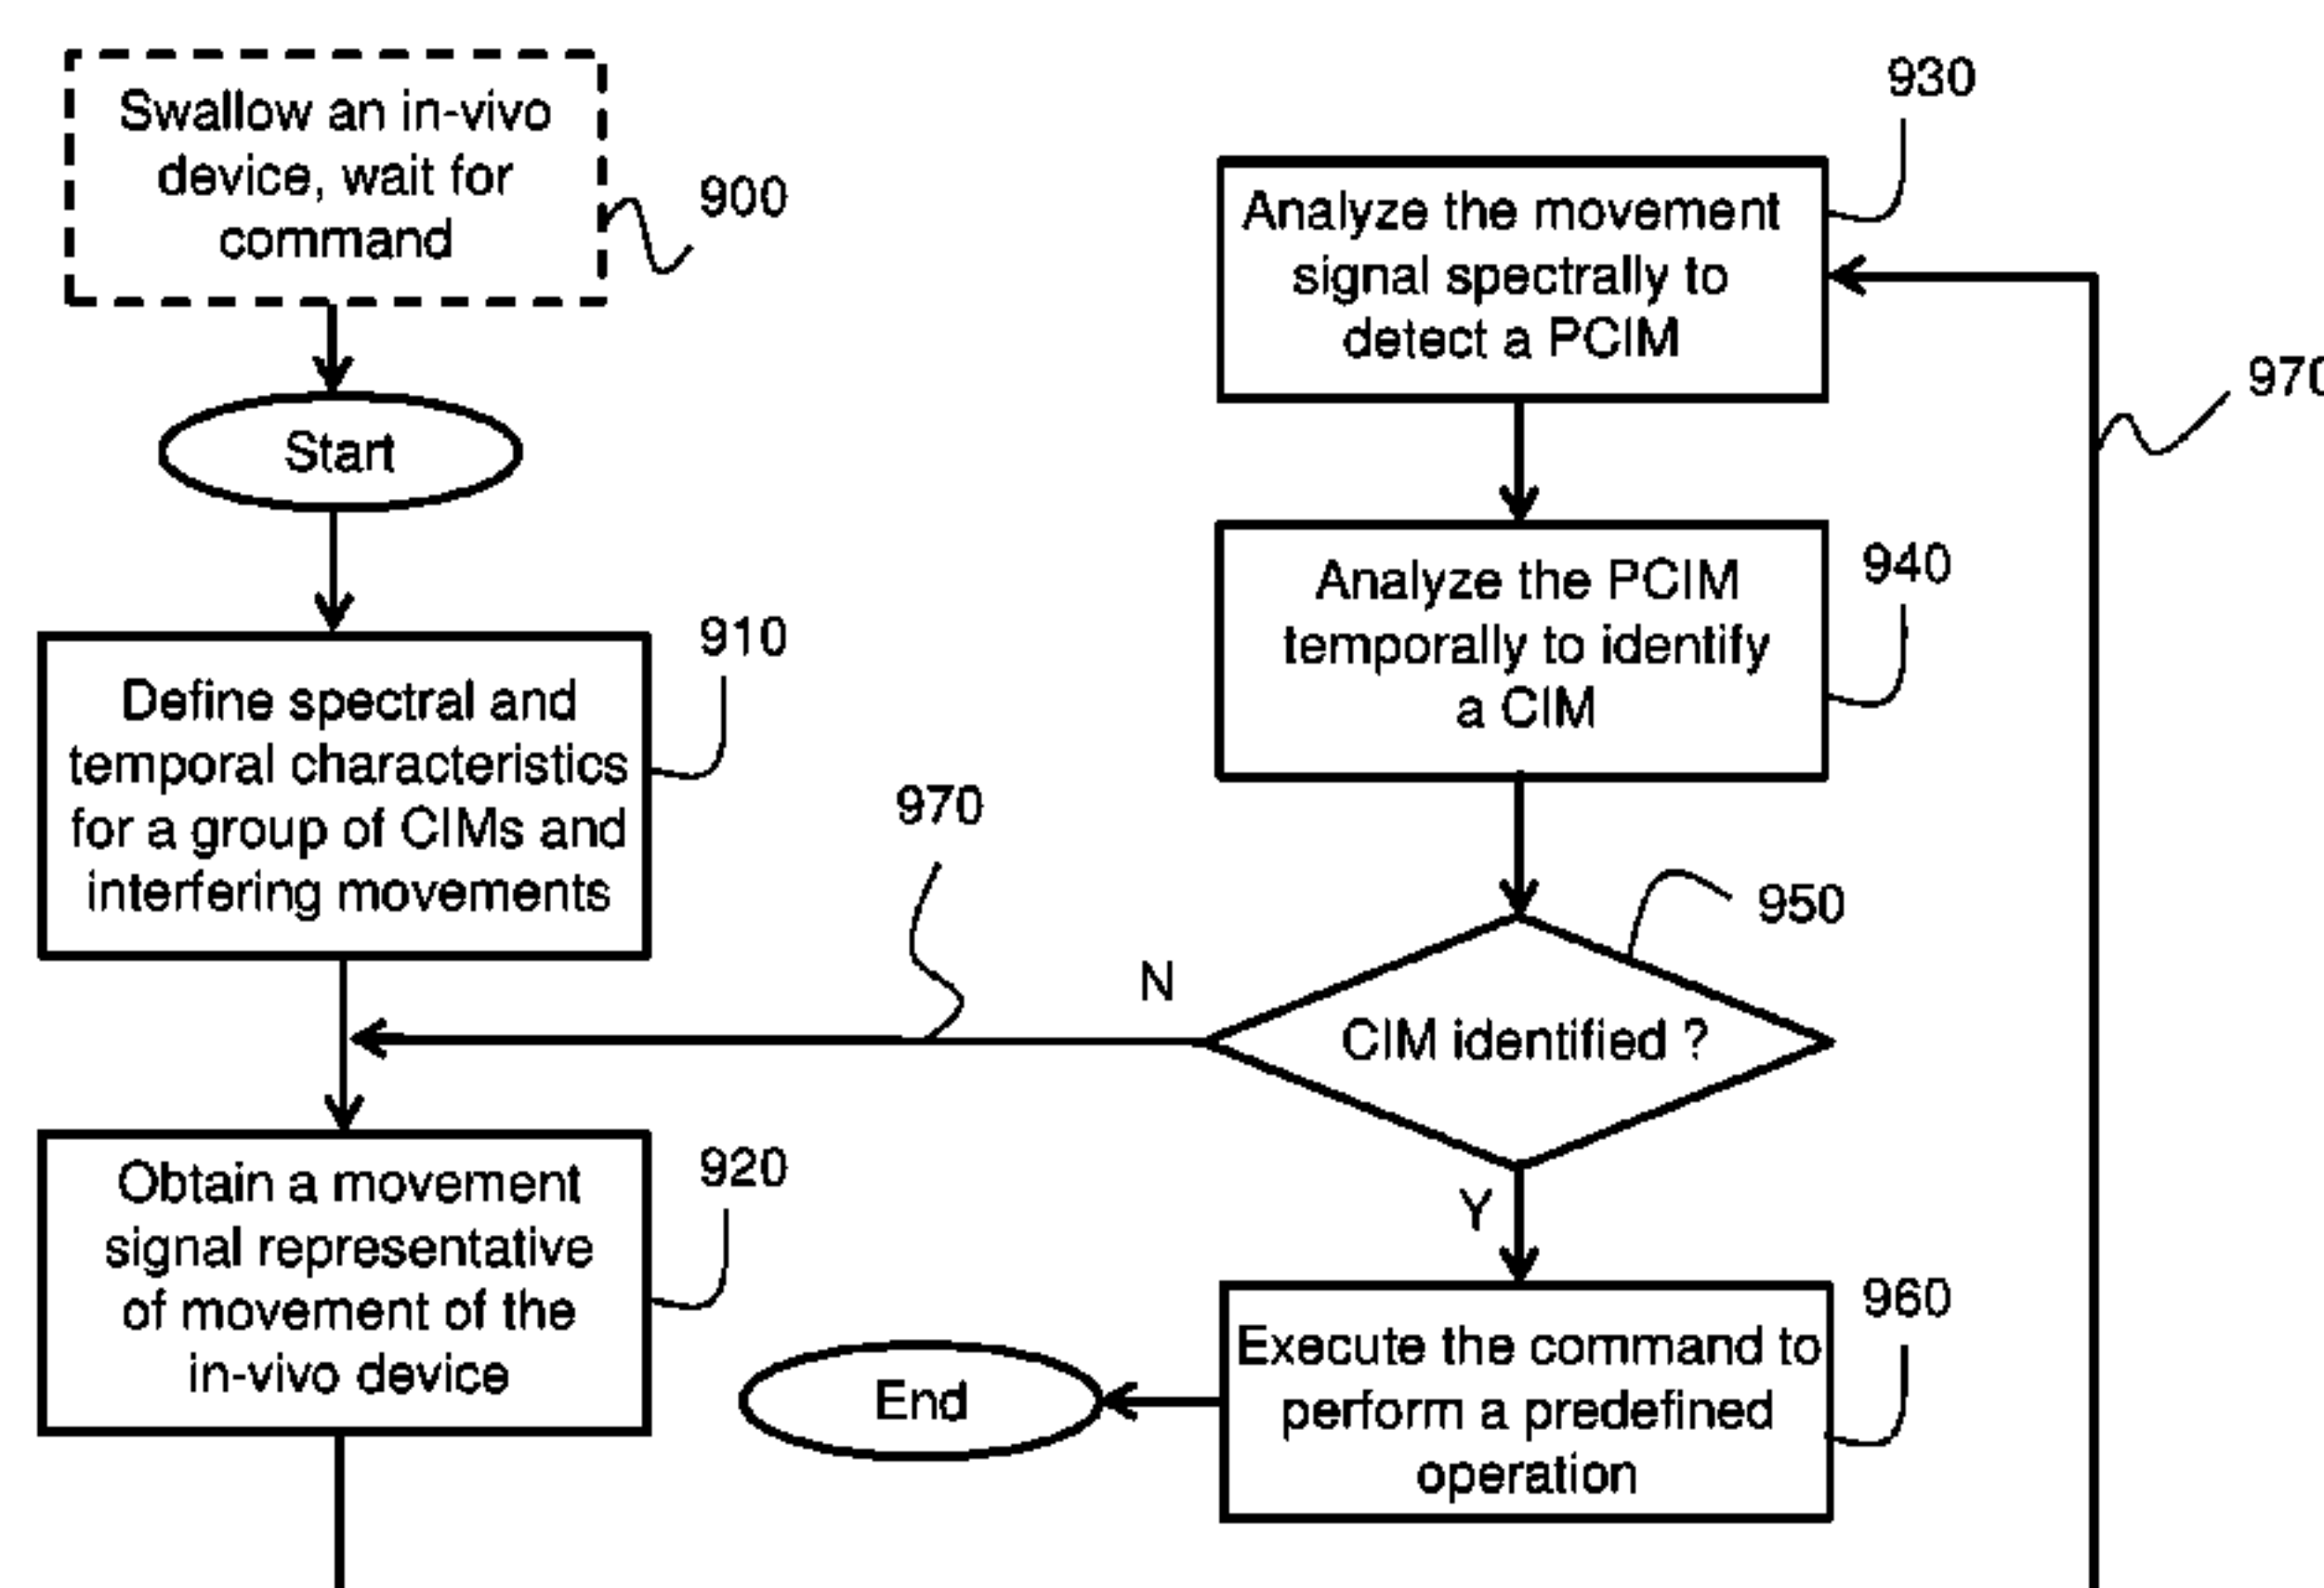 Swallow an in-vivo
device, wait for
command
900
Start
910
Define spectral and
temporal characteristics
for a group of CIMs and
interfering movements
920
Obtain a movement
signal representative
of movement of the
in-vivo device
930
Analyze the movement
signal spectrally to
detect a PCIM
970
940
Analyze the PCIM
temporally to identify
a CIM
970
950
N
CIM identified ?
Y
960
Execute the command to
perform a predefined
operation
End